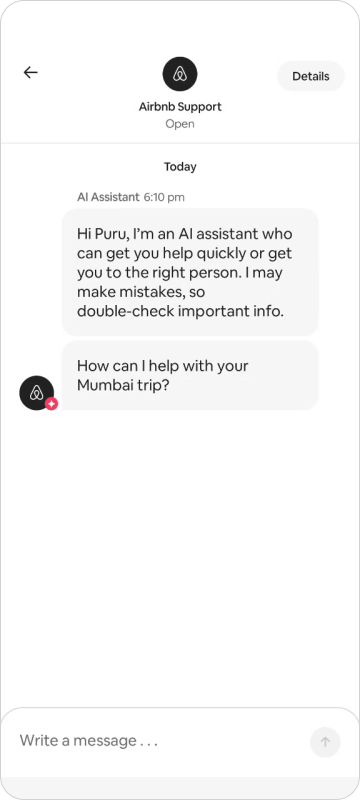 Details
Airbnb Support
Open
Today
AI Assistant 6:10 pm
Hi Puru, I’m an AI assistant who
can get you help quickly or get
you to the right person. I may
make mistakes, so
double-check important info.
How can I help with your
Mumbai trip?
Write a message . . .